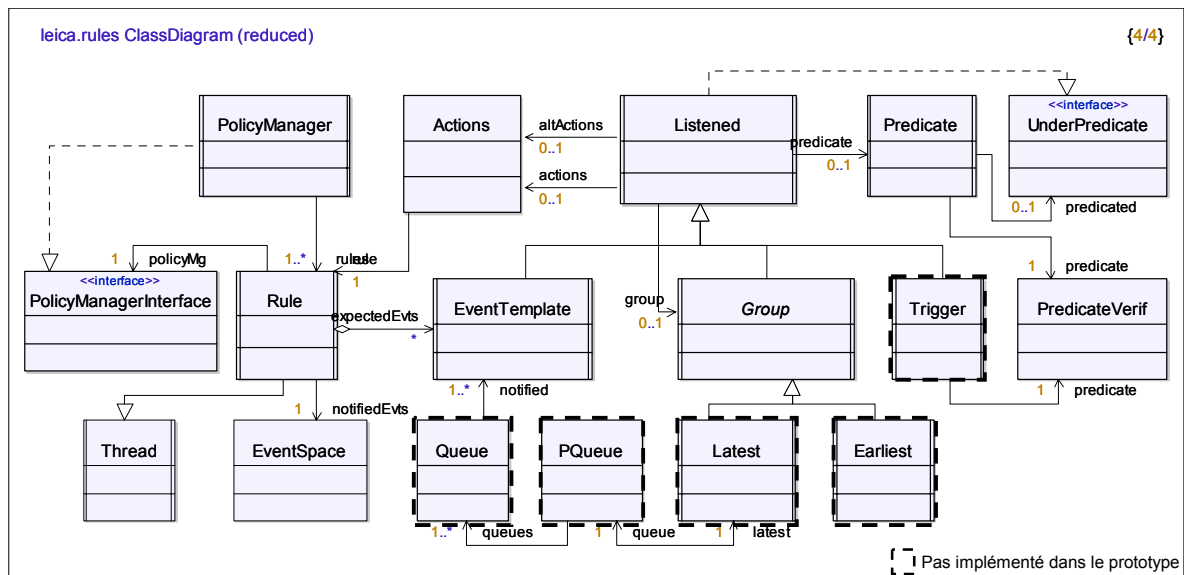 leica.rules ClassDiagram (reduced)
{4/4}
PolicyManager
Actions
altActions
0..1
actions
0..1
Listened
predicate
0..1
Predicate
<<interface>>
UnderPredicate
0..1
predicated
1
policyMg
1..*
rules
rule
1
<<interface>>
PolicyManagerInterface
Rule
expectedEvts
*
EventTemplate
group
0..1
Group
Trigger
1
predicate
PredicateVerif
1..*
notified
1
predicate
1
notifiedEvts
Thread
EventSpace
Queue
PQueue
Latest
Earliest
1..*
queues
1
queue
1
latest
Pas implémenté dans le prototype